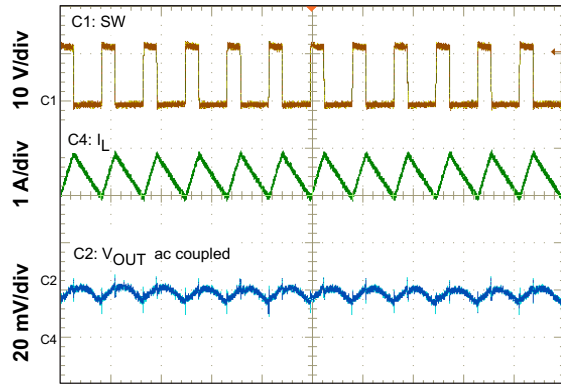 C1: SW
10 V/div
C1
C4: IL
1 A/div
C2: VOUT ac coupled
20 mV/div
C2
C4